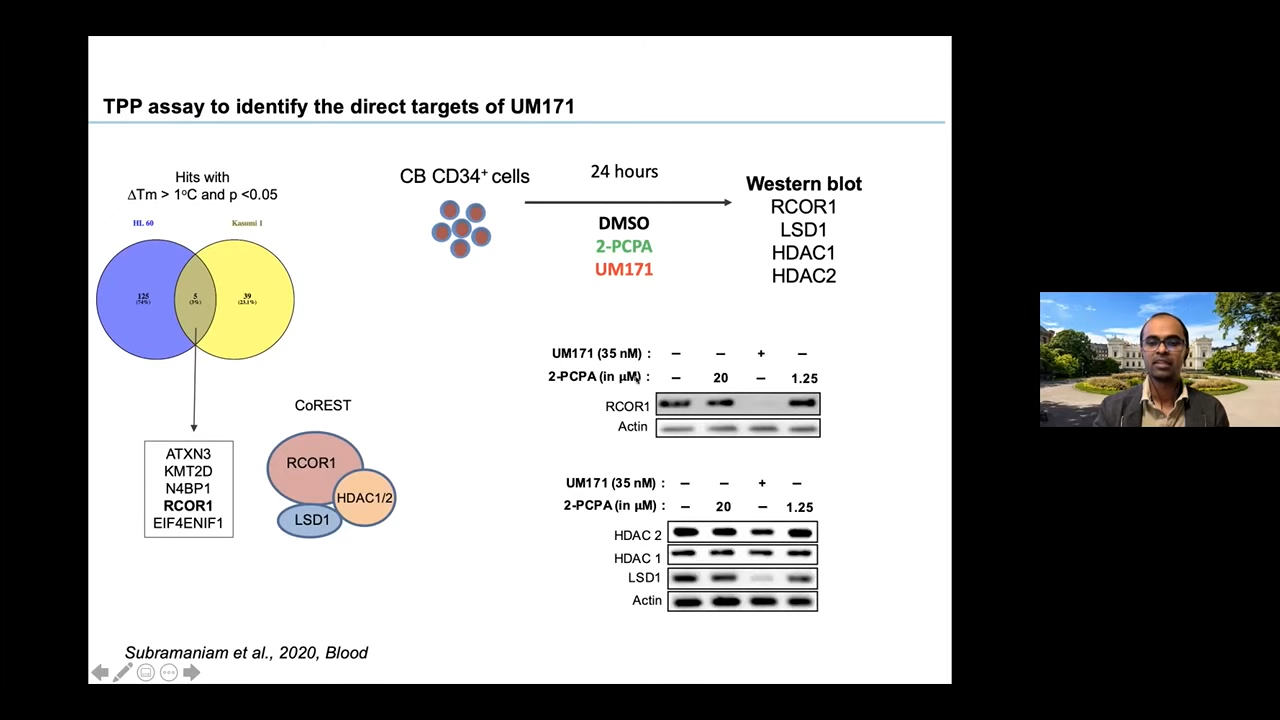 TPP assay to identify the direct targets of UM171
Hits with
ΔTm > 1°C and p <0.05
HL 60
Kasumi 1
125
(74%)
5
(3%)
39
(23.1%)
ATXN3
KMT2D
N4BP1
RCOR1
EIF4ENIF1
CoREST
RCOR1
HDAC1/2
LSD1
CB CD34⁺ cells
24 hours
DMSO
2-PCPA
UM171
Western blot
RCOR1
LSD1
HDAC1
HDAC2
UM171 (35 nM) : – – + –
2-PCPA (in µM) : – 20 – 1.25
RCOR1
Actin
UM171 (35 nM) : – – + –
2-PCPA (in µM) : – 20 – 1.25
HDAC 2
HDAC 1
LSD1
Actin
Subramaniam et al., 2020, Blood